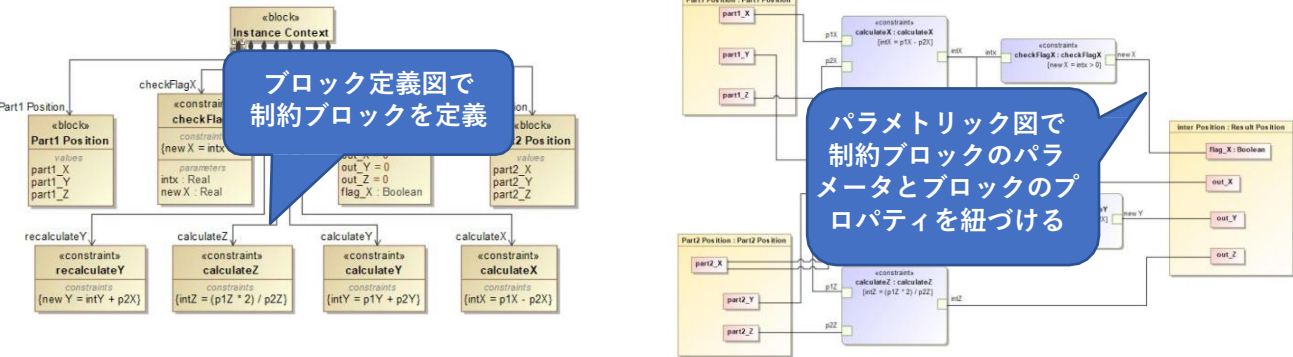 «block»
Instance Context
checkFlagX
Part1 Position
«block»
Part1 Position
values
part1_X
part1_Y
part1_Z
{new X = intx
parameters
intx : Real
new X : Real
ブロック定義図で
制約ブロックを定義
out_Y = 0
out_Z = 0
flag_X : Boolean
values
part2_X
part2_Y
part2_Z
recalculateY
«constraint»
recalculateY
constraints
{new Y = intY + p2X}
calculateZ
«constraint»
calculateZ
constraints
{intZ = (p1Z * 2) / p2Z}
calculateY
«constraint»
calculateY
constraints
{intY = p1Y + p2Y}
calculateX
«constraint»
calculateX
constraints
{intX = p1X - p2X}
Part1 Position : Part1 Position
part1_X
part1_Y
part1_Z
p1X
p2X
«constraint»
calculateX : calculateX
{intX = p1X - p2X}
intX
intx
«constraint»
checkFlagX : checkFlagX
{new X = intx > 0}
new X
パラメトリック図で
制約ブロックのパラ
メータとブロックのプ
ロパティを紐づける
new Y
inter Position : Result Position
flag_X : Boolean
out_X
out_Y
out_Z
Part2 Position : Part2 Position
part2_X
part2_Y
part2_Z
p1Z
p2Z
«constraint»
calculateZ : calculateZ
{intZ = (p1Z * 2) / p2Z}
intZ